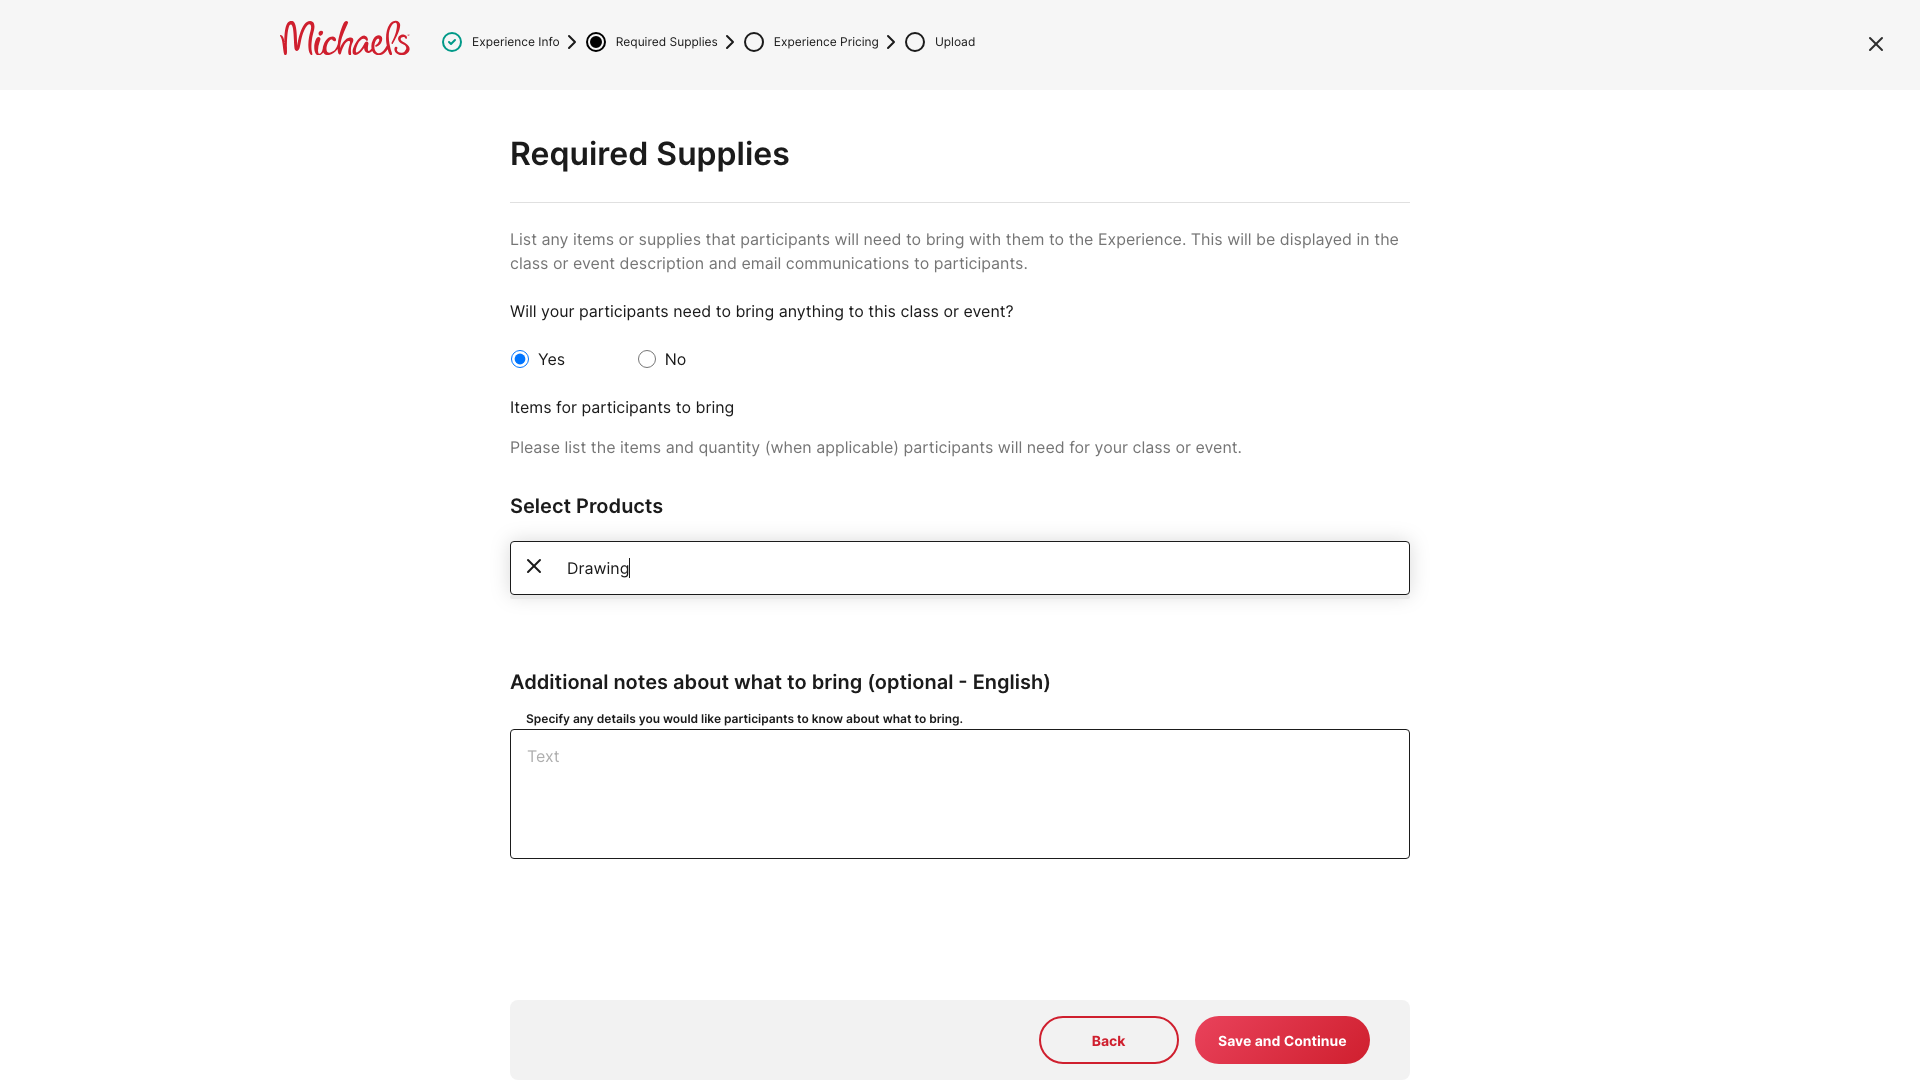 Michaels
Experience Info
Required Supplies
Experience Pricing
Upload
Required Supplies
List any items or supplies that participants will need to bring with them to the Experience. This will be displayed in the
class or event description and email communications to participants.
Will your participants need to bring anything to this class or event?
Yes
No
Items for participants to bring
Please list the items and quantity (when applicable) participants will need for your class or event.
Select Products
Drawing
Additional notes about what to bring (optional - English)
Specify any details you would like participants to know about what to bring.
Text
Back
Save and Continue